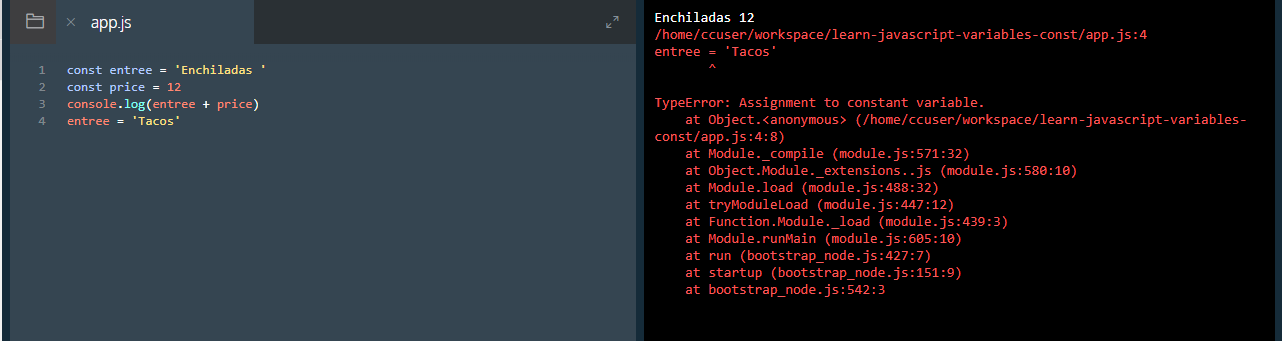 app.js
1 const entree = 'Enchiladas '
2 const price = 12
3 console.log(entree + price)
4 entree = 'Tacos'
Enchiladas 12
/home/ccuser/workspace/learn-javascript-variables-const/app.js:4
entree = 'Tacos'
^
TypeError: Assignment to constant variable.
at Object.<anonymous> (/home/ccuser/workspace/learn-javascript-variables-
const/app.js:4:8)
at Module._compile (module.js:571:32)
at Object.Module._extensions..js (module.js:580:10)
at Module.load (module.js:488:32)
at tryModuleLoad (module.js:447:12)
at Function.Module._load (module.js:439:3)
at Module.runMain (module.js:605:10)
at run (bootstrap_node.js:427:7)
at startup (bootstrap_node.js:151:9)
at bootstrap_node.js:542:3